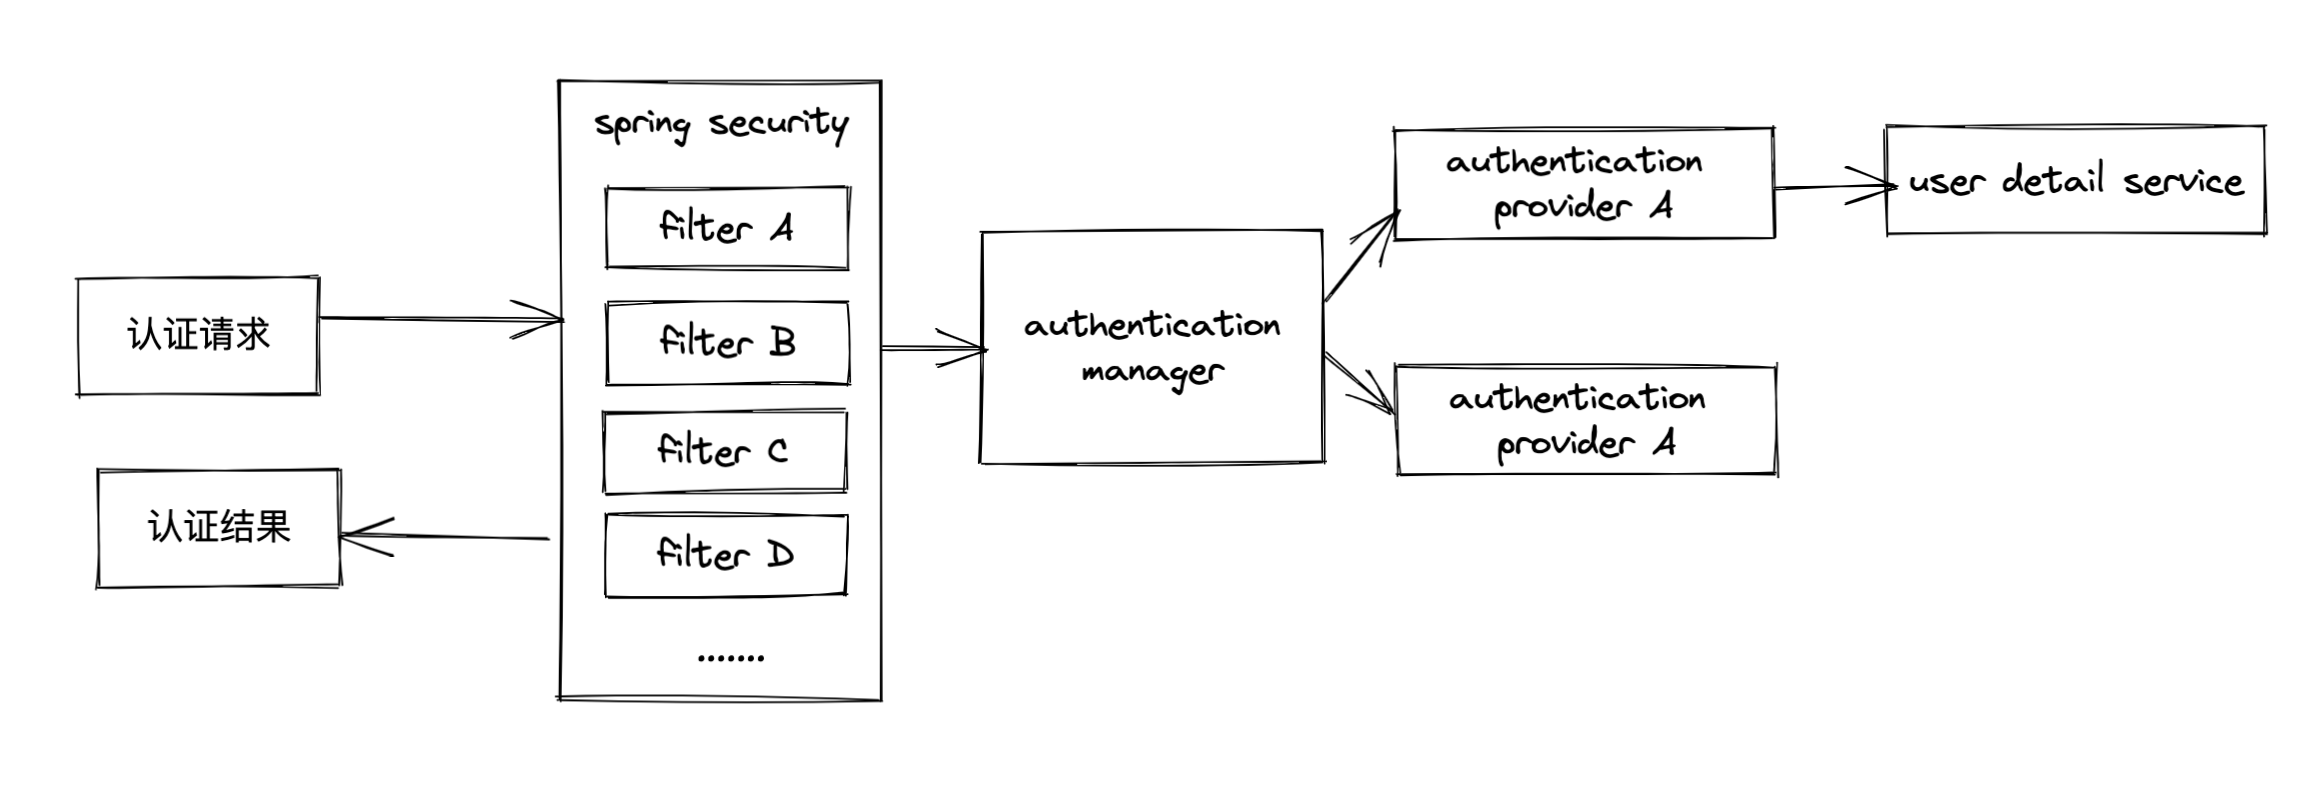 认证请求
认证结果
spring security
filter A
filter B
filter C
filter D
.......
authentication
manager
authentication
provider A
user detail service
authentication
provider A